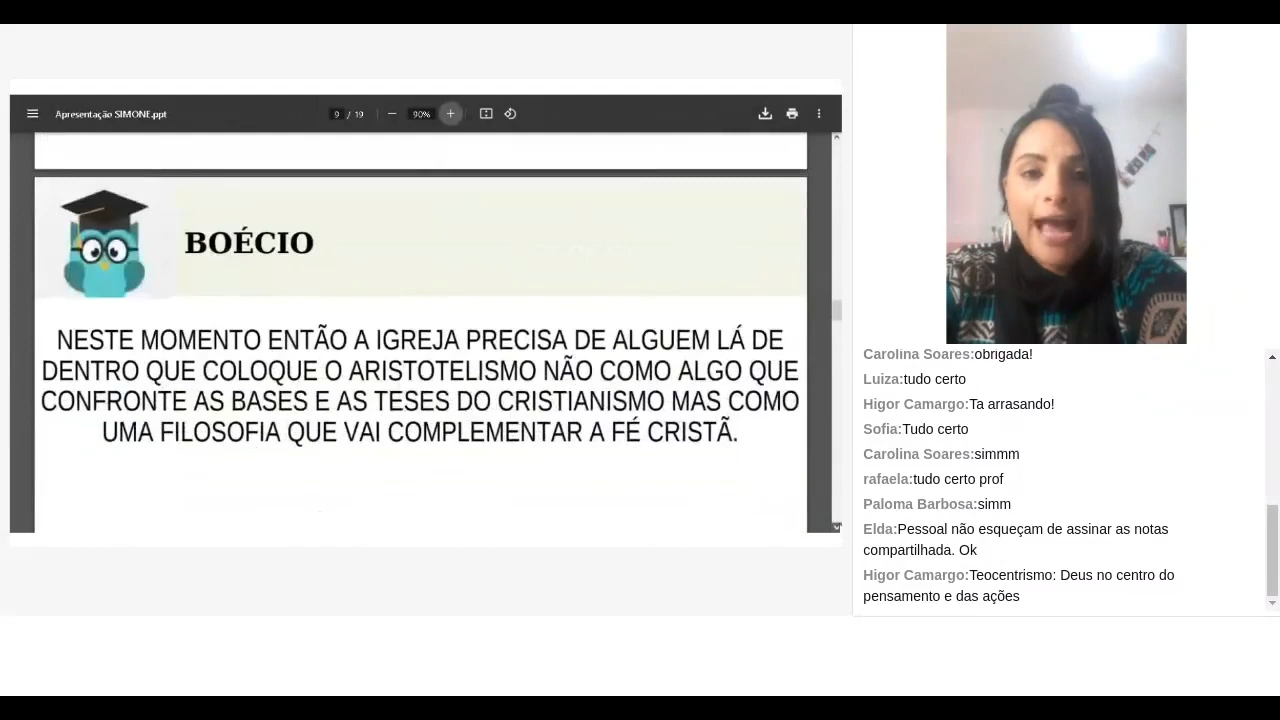 Apresentação SIMONE.ppt
9 / 19
90%
BOÉCIO
NESTE MOMENTO ENTÃO A IGREJA PRECISA DE ALGUEM LÁ DE
DENTRO QUE COLOQUE O ARISTOTELISMO NÃO COMO ALGO QUE
CONFRONTE AS BASES E AS TESES DO CRISTIANISMO MAS COMO
UMA FILOSOFIA QUE VAI COMPLEMENTAR A FÉ CRISTÃ.
Carolina Soares:obrigada!
Luiza:tudo certo
Higor Camargo:Ta arrasando!
Sofia:Tudo certo
Carolina Soares:simmm
rafaela:tudo certo prof
Paloma Barbosa:simm
Elda:Pessoal não esqueçam de assinar as notas
compartilhada. Ok
Higor Camargo:Teocentrismo: Deus no centro do
pensamento e das ações